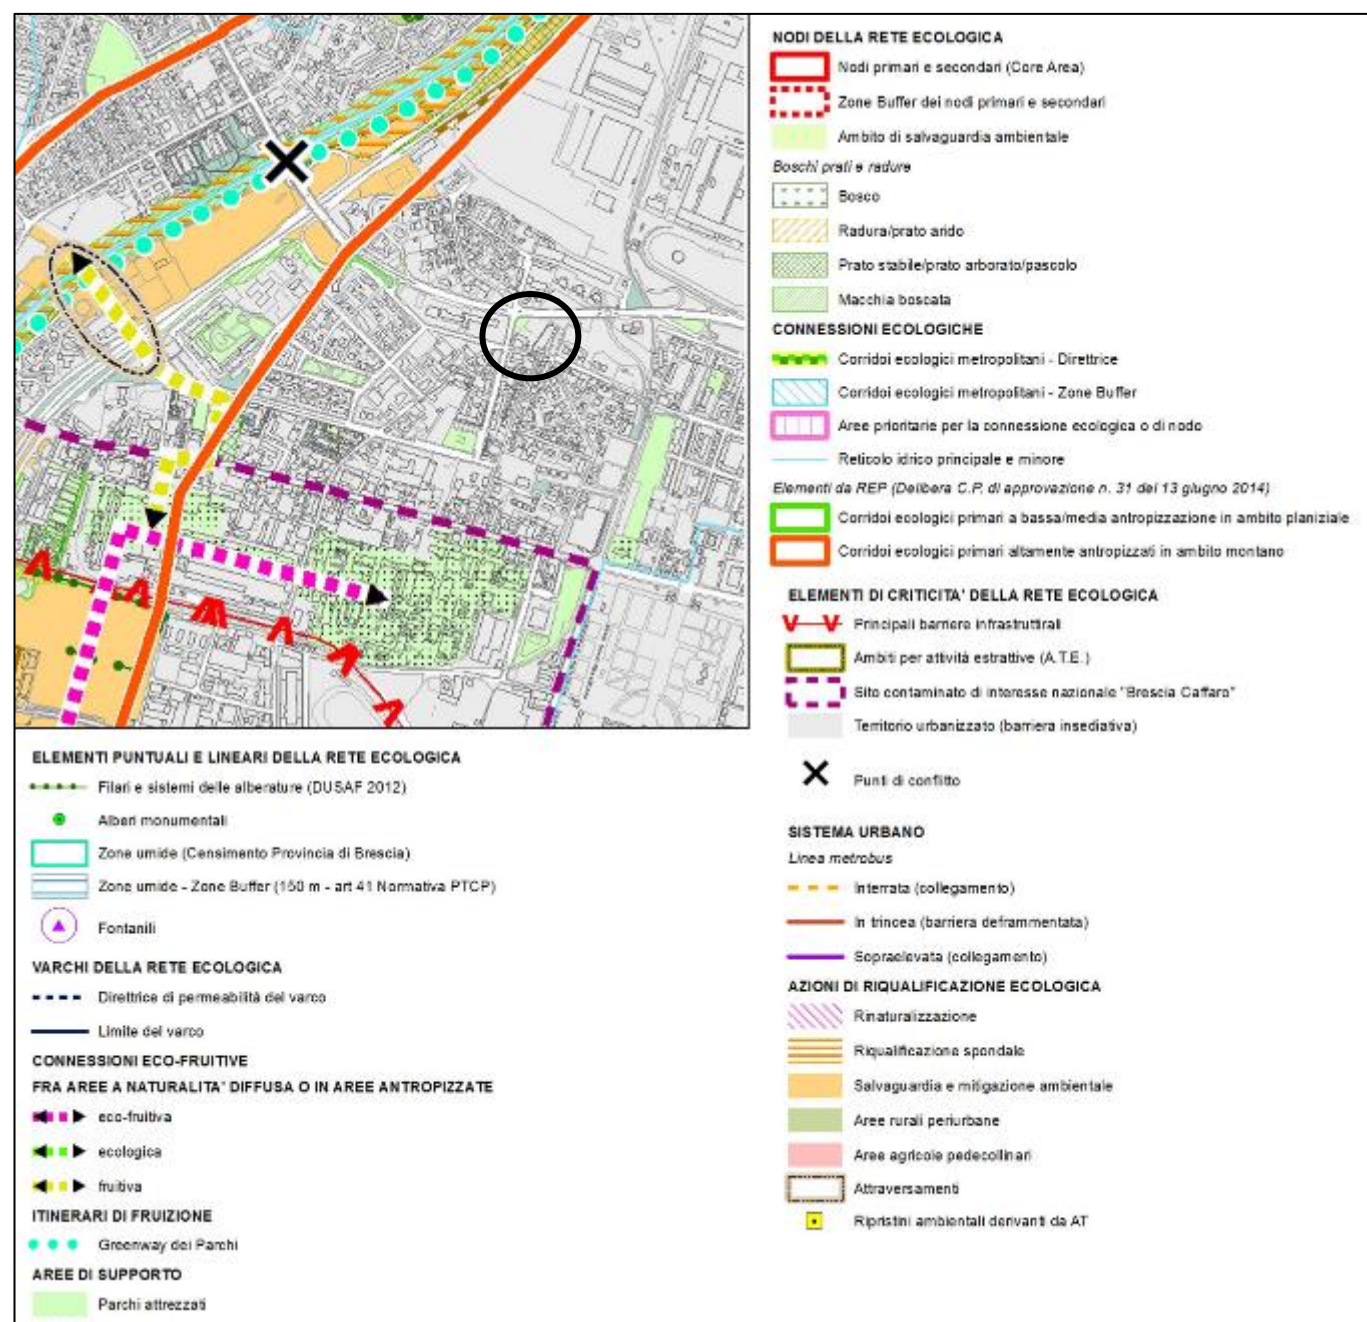 NODI DELLA RETE ECOLOGICA
Nodi primari e secondari (Core Area)
Zone Buffer dei nodi primari e secondari
Ambito di salvaguardia ambientale
Boschi prati e radure
Bosco
Radura/prato arido
Prato stabile/prato arborato/pascolo
Macchia boscata
CONNESSIONI ECOLOGICHE
Corridoi ecologici metropolitani - Direttrice
Corridoi ecologici metropolitani - Zone Buffer
Aree prioritarie per la connessione ecologica o di nodo
Reticolo idrico principale e minore
Elementi da REP (Delibera C.P. di approvazione n. 31 del 13 giugno 2014)
Corridoi ecologici primari a bassa/media antropizzazione in ambito planiziale
Corridoi ecologici primari altamente antropizzati in ambito montano
ELEMENTI DI CRITICITA' DELLA RETE ECOLOGICA
Principali barriere infrastruttirali
Ambiti per attività estrattive (A.T.E.)
Sito contaminato di interesse nazionale "Brescia Caffaro"
Territorio urbanizzato (barriera insediativa)
Punti di conflitto
SISTEMA URBANO
Linea metrobus
Interrata (collegamento)
In trincea (barriera deframmentata)
Sopraelevata (collegamento)
AZIONI DI RIQUALIFICAZIONE ECOLOGICA
Rinaturalizzazione
Riqualificazione spondale
Salvaguardia e mitigazione ambientale
Aree rurali periurbane
Aree agricole pedecollinari
Attraversamenti
Ripristini ambientali derivanti da AT
ELEMENTI PUNTUALI E LINEARI DELLA RETE ECOLOGICA
Filari e sistemi delle alberature (DUSAF 2012)
Alberi monumentali
Zone umide (Censimento Provincia di Brescia)
Zone umide - Zone Buffer (150 m - art 41 Normativa PTCP)
Fontanili
VARCHI DELLA RETE ECOLOGICA
Direttrice di permeabilità del varco
Limite del varco
CONNESSIONI ECO-FRUITIVE
FRA AREE A NATURALITA' DIFFUSA O IN AREE ANTROPIZZATE
eco-fruitiva
ecologica
fruitiva
ITINERARI DI FRUIZIONE
Greenway dei Parchi
AREE DI SUPPORTO
Parchi attrezzati